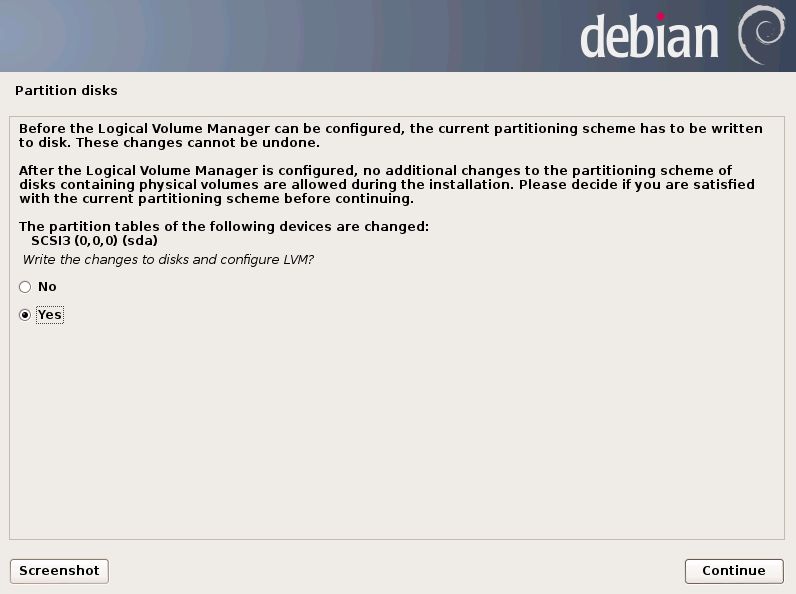 debian
Partition disks
Before the Logical Volume Manager can be configured, the current partitioning scheme has to be written
to disk. These changes cannot be undone.
After the Logical Volume Manager is configured, no additional changes to the partitioning scheme of
disks containing physical volumes are allowed during the installation. Please decide if you are satisfied
with the current partitioning scheme before continuing.
The partition tables of the following devices are changed:
SCSI3 (0,0,0) (sda)
Write the changes to disks and configure LVM?
No
Yes
Screenshot
Continue